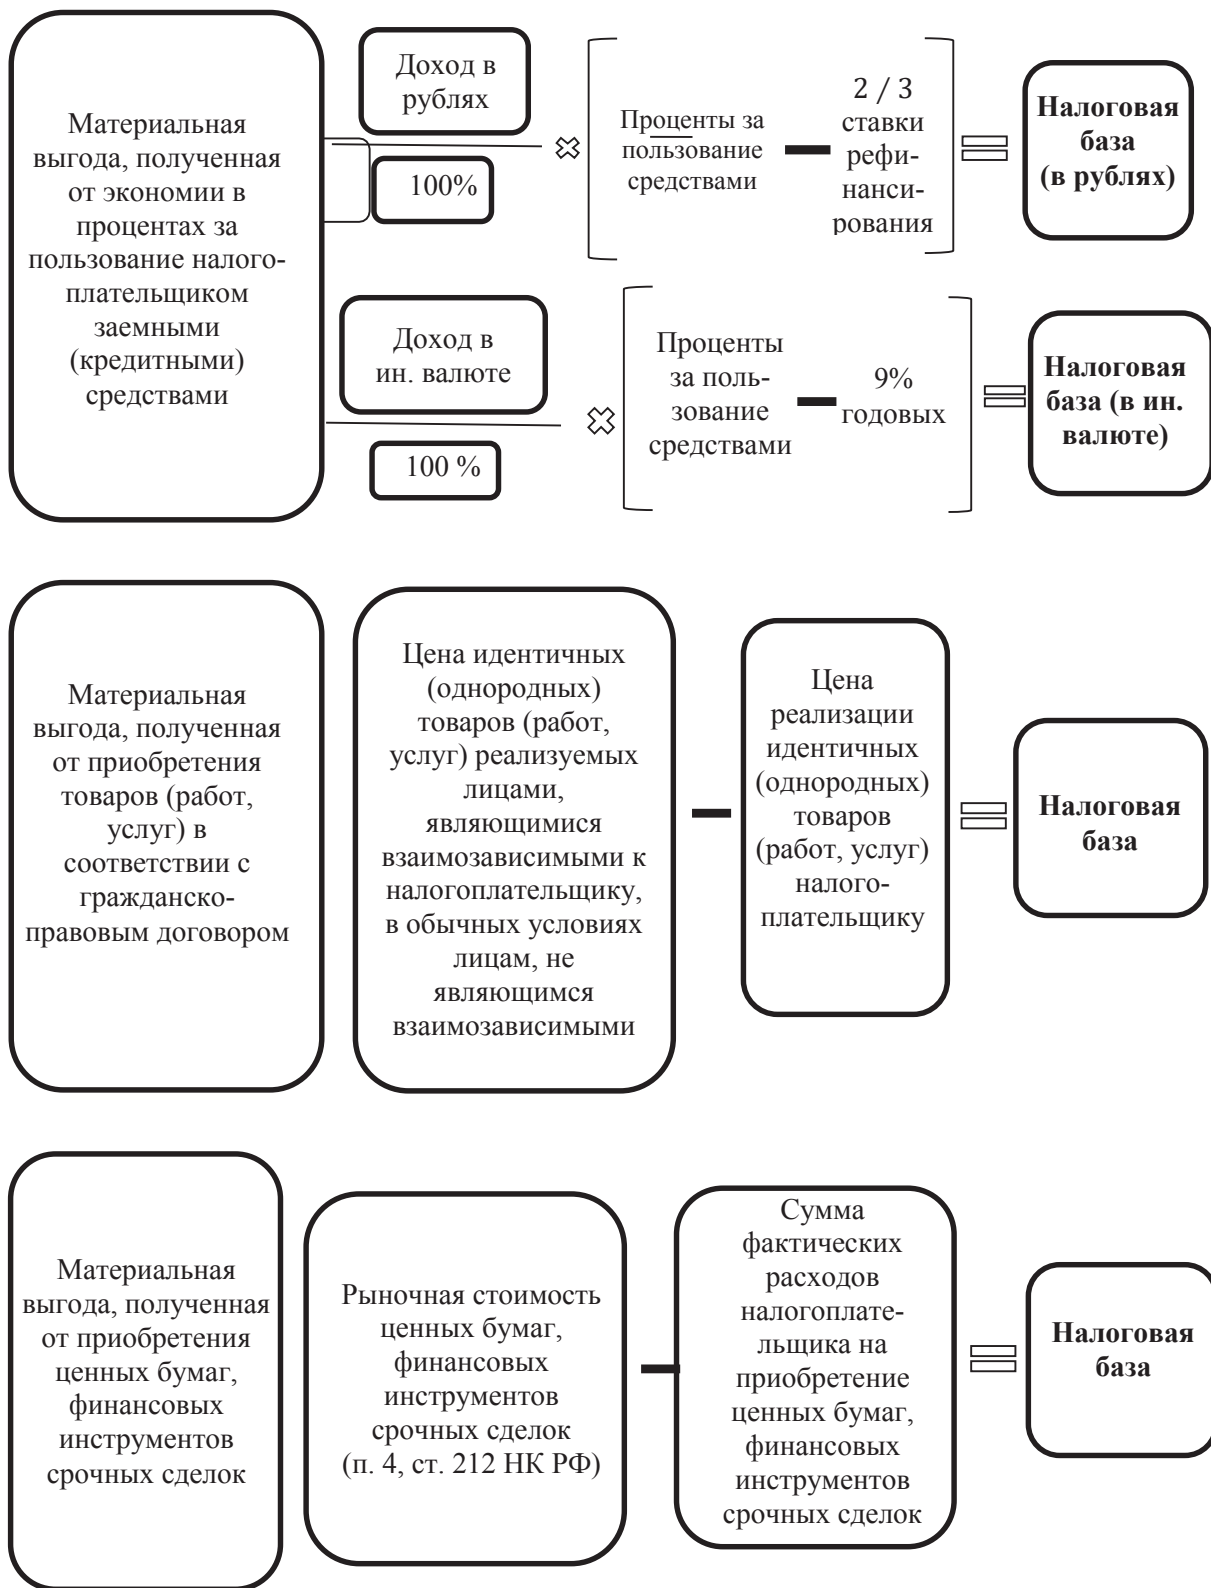 Материальная
выгода, полученная
от экономии в
процентах за
пользование налого-
плательщиком
заемными
(кредитными)
средствами
Доход в
рублях
100%
Проценты за
пользование
средствами
2 / 3
ставки
рефи-
нанси-
рования
Налоговая
база
(в рублях)
Доход в
ин. валюте
100 %
Проценты
за поль-
зование
средствами
9%
годовых
Налоговая
база (в ин.
валюте)
Материальная
выгода, полученная
от приобретения
товаров (работ,
услуг) в
соответствии с
гражданско-
правовым договором
Цена идентичных
(однородных)
товаров (работ,
услуг) реализуемых
лицами,
являющимися
взаимозависимыми к
налогоплательщику,
в обычных условиях
лицам, не
являющимся
взаимозависимыми
Цена
реализации
идентичных
(однородных)
товаров
(работ, услуг)
налого-
плательщику
Налоговая
база
Материальная
выгода, полученная
от приобретения
ценных бумаг,
финансовых
инструментов
срочных сделок
Рыночная стоимость
ценных бумаг,
финансовых
инструментов
срочных сделок
(п. 4, ст. 212 НК РФ)
Сумма
фактических
расходов
налогоплате-
льщика на
приобретение
ценных бумаг,
финансовых
инструментов
срочных сделок
Налоговая
база